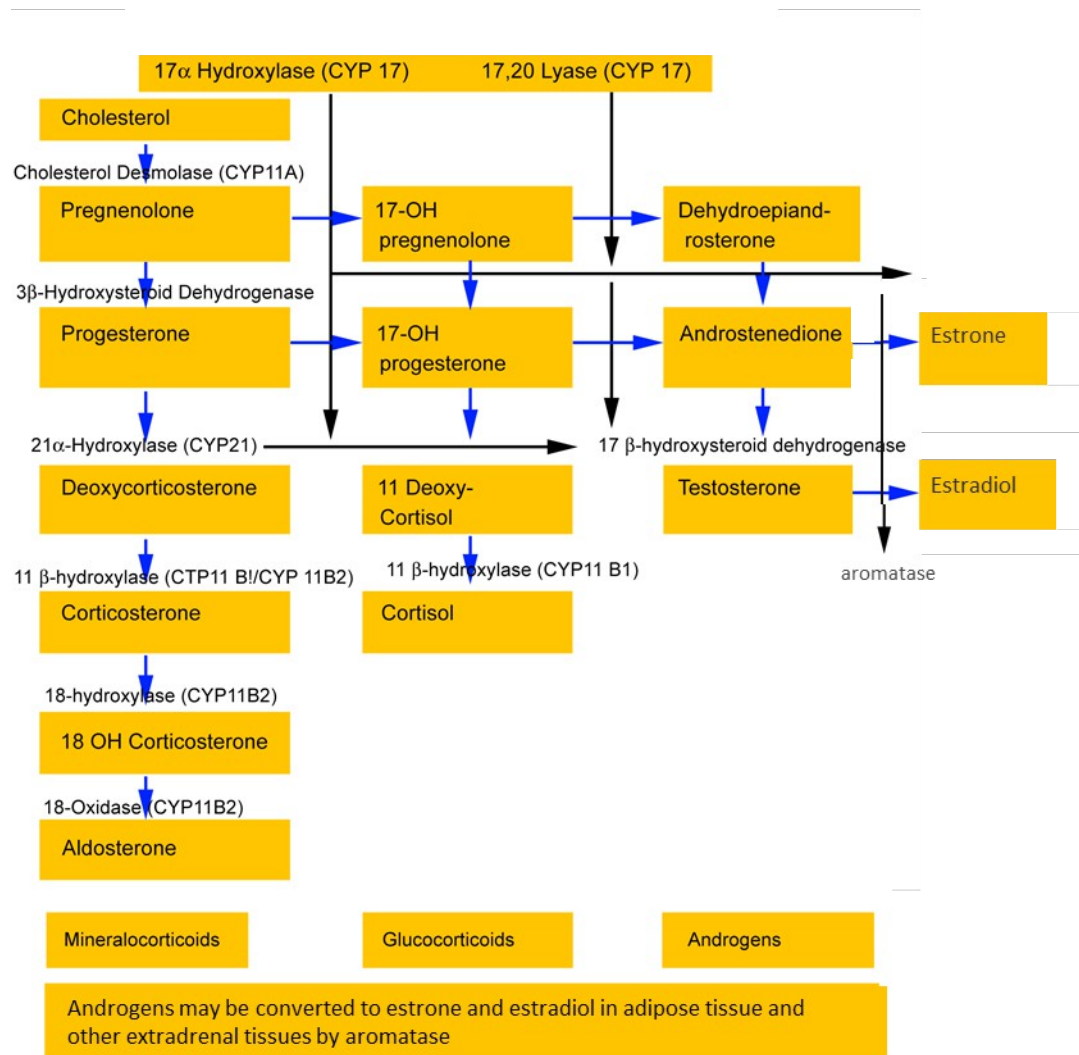 17α Hydroxylase (CYP 17) 17,20 Lyase (CYP 17)
Cholesterol
Cholesterol Desmolase (CYP11A)
Pregnenolone
17-OH
pregnenolone
Dehydroepiand-
rosterone
3β-Hydroxysteroid Dehydrogenase
Progesterone
17-OH
progesterone
Androstenedione
Estrone
21α-Hydroxylase (CYP21)
17 β-hydroxysteroid dehydrogenase
Deoxycorticosterone
11 Deoxy-
Cortisol
Testosterone
Estradiol
11 β-hydroxylase (CTP11 B!/CYP 11B2)
11 β-hydroxylase (CYP11 B1)
aromatase
Corticosterone
Cortisol
18-hydroxylase (CYP11B2)
18 OH Corticosterone
18-Oxidase (CYP11B2)
Aldosterone
Mineralocorticoids
Glucocorticoids
Androgens
Androgens may be converted to estrone and estradiol in adipose tissue and
other extradrenal tissues by aromatase